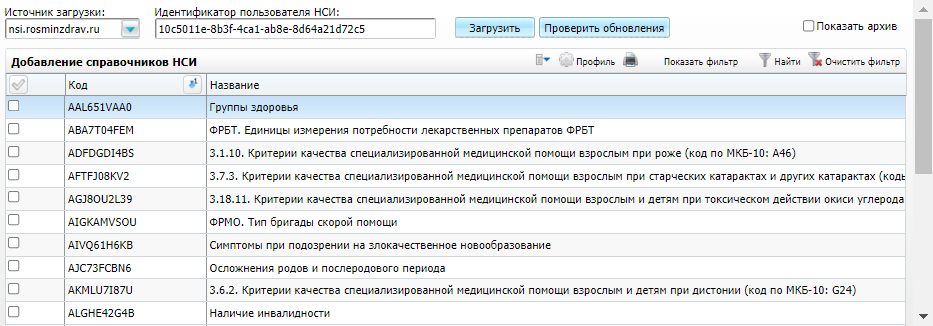 Источник загрузки: Идентификатор пользователя НСИ:
nsi.rosminzdrav.ru 10c5011e-8b3f-4ca1-ab8e-8d64a21d72c5 Загрузить Проверить обновления Показать архив
Добавление справочников НСИ Профиль Показать фильтр Найти Очистить фильтр
Код Название
AAL651VAA0 Группы здоровья
ABA7T04FEM ФРБТ. Единицы измерения потребности лекарственных препаратов ФРБТ
ADFDGDI4BS 3.1.10. Критерии качества специализированной медицинской помощи взрослым при роже (код по МКБ-10: A46)
AFTFJ08KV2 3.7.3. Критерии качества специализированной медицинской помощи взрослым при старческих катарактах и других катарактах (коды
AGJ8OU2L39 3.18.11. Критерии качества специализированной медицинской помощи взрослым и детям при токсическом действии окиси углерода
AIGKAMVSOU ФРМО. Тип бригады скорой помощи
AIVQ61H6KB Симптомы при подозрении на злокачественное новообразование
AJC73FCBN6 Осложнения родов и послеродового периода
AKMLU7I87U 3.6.2. Критерии качества специализированной медицинской помощи взрослым и детям при дистонии (код по МКБ-10: G24)
ALGHE42G4B Наличие инвалидности